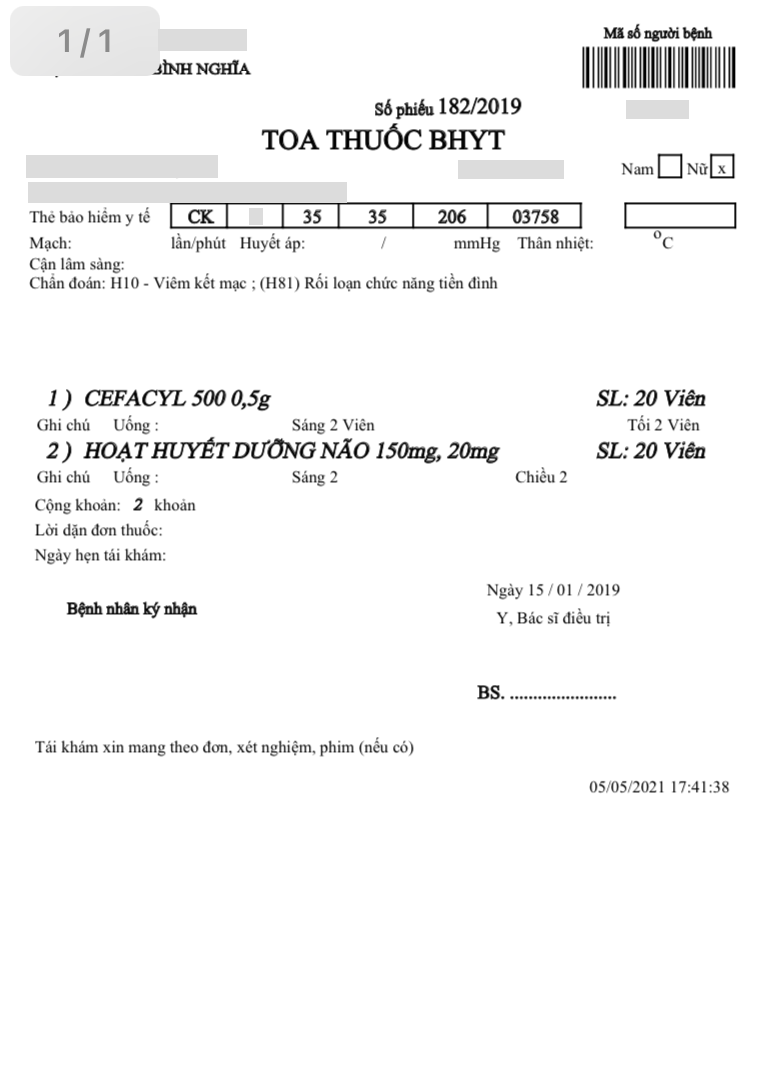 1/1
Mã số người bệnh
BÌNH NGHĨA
Số phiếu 182/2019
TOA THUỐC BHYT
Nam Nữ x
Thẻ bảo hiểm y tế CK 35 35 206 03758
Mạch: lần/phút Huyết áp: / mmHg Thân nhiệt: ⁰C
Cận lâm sàng:
Chẩn đoán: H10 - Viêm kết mạc ; (H81) Rối loạn chức năng tiền đình
1 ) CEFACYL 500 0,5g SL: 20 Viên
Ghi chú Uống : Sáng 2 Viên Tối 2 Viên
2 ) HOẠT HUYẾT DƯỠNG NÃO 150mg, 20mg SL: 20 Viên
Ghi chú Uống : Sáng 2 Chiều 2
Cộng khoản: 2 khoản
Lời dặn đơn thuốc:
Ngày hẹn tái khám:
Ngày 15 / 01 / 2019
Bệnh nhân ký nhận
Y, Bác sĩ điều trị
BS. .......................
Tái khám xin mang theo đơn, xét nghiệm, phim (nếu có)
05/05/2021 17:41:38